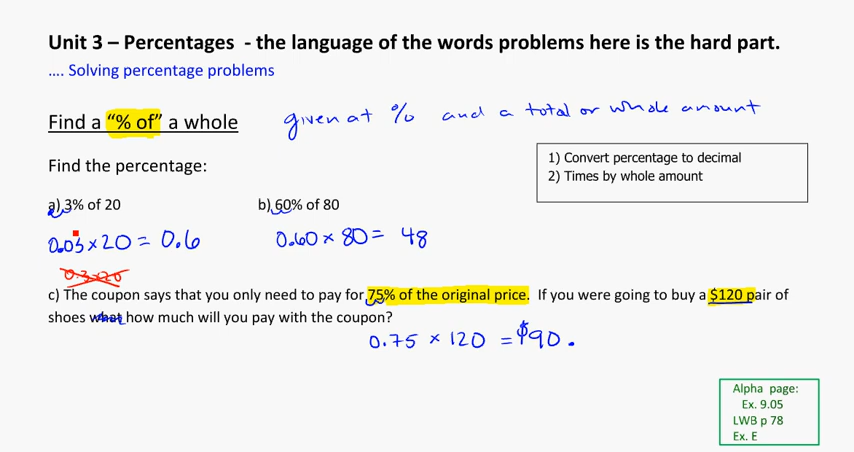 Unit 3 – Percentages - the language of the words problems here is the hard part.
.... Solving percentage problems
Find a “% of” a whole
given at % and a total or whole amount
Find the percentage:
1) Convert percentage to decimal
2) Times by whole amount
a) 3% of 20
b) 60% of 80
0.03 × 20 = 0.6
0.60 × 80 = 48
0.3 × 20
c) The coupon says that you only need to pay for 75% of the original price. If you were going to buy a $120 pair of
shoes what how much will you pay with the coupon?
0.75 × 120 = $90.
Alpha page:
Ex. 9.05
LWB p 78
Ex. E